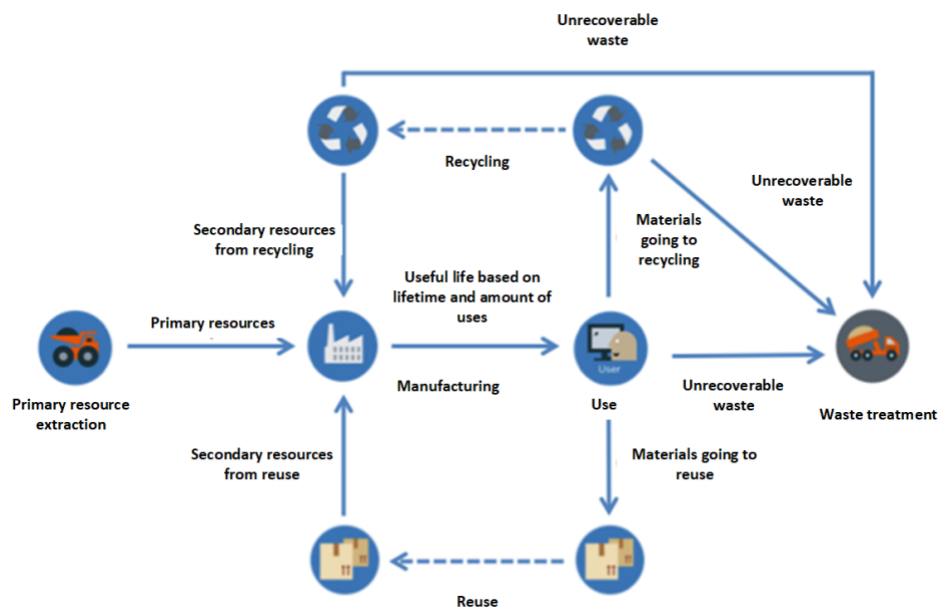 Unrecoverable
waste
Recycling
Unrecoverable
waste
Secondary resources
from recycling
Materials
going to
recycling
Useful life based on
lifetime and amount of
uses
Primary resources
Manufacturing
User
Unrecoverable
waste
Primary resource
extraction
Use
Waste treatment
Secondary resources
from reuse
Materials going to
reuse
Reuse